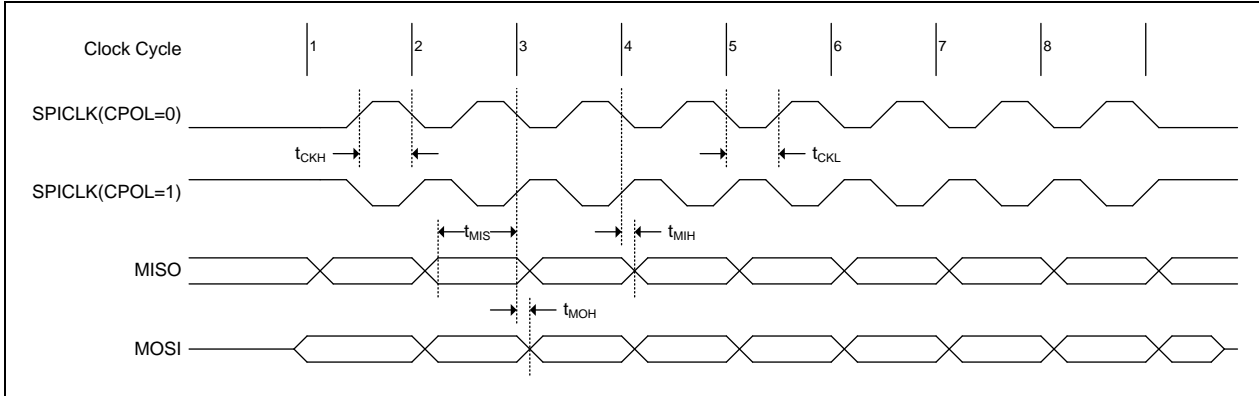 Clock Cycle 1 2 3 4 5 6 7 8
SPICLK(CPOL=0)
tCKH tCKL
SPICLK(CPOL=1)
tMIS tMIH
MISO
tMOH
MOSI